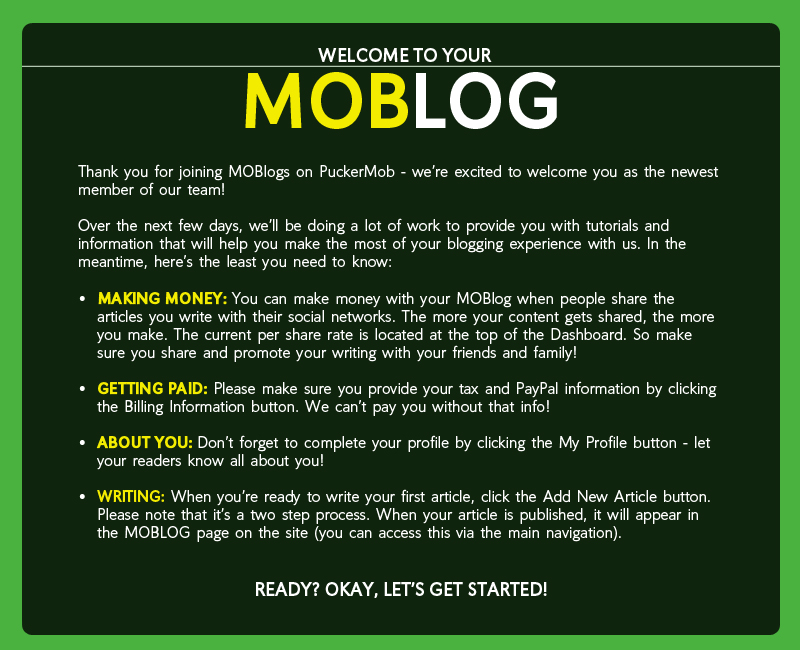 WELCOME TO YOUR
MOBLOG
Thank you for joining MOBlogs on PuckerMob - we're excited to welcome you as the newest
member of our team!
Over the next few days, we'll be doing a lot of work to provide you with tutorials and
information that will help you make the most of your blogging experience with us. In the
meantime, here's the least you need to know:
• MAKING MONEY: You can make money with your MOBlog when people share the
articles you write with their social networks. The more your content gets shared, the more
you make. The current per share rate is located at the top of the Dashboard. So make
sure you share and promote your writing with your friends and family!
• GETTING PAID: Please make sure you provide your tax and PayPal information by clicking
the Billing Information button. We can't pay you without that info!
• ABOUT YOU: Don't forget to complete your profile by clicking the My Profile button - let
your readers know all about you!
• WRITING: When you're ready to write your first article, click the Add New Article button.
Please note that it's a two step process. When your article is published, it will appear in
the MOBLOG page on the site (you can access this via the main navigation).
READY? OKAY, LET'S GET STARTED!